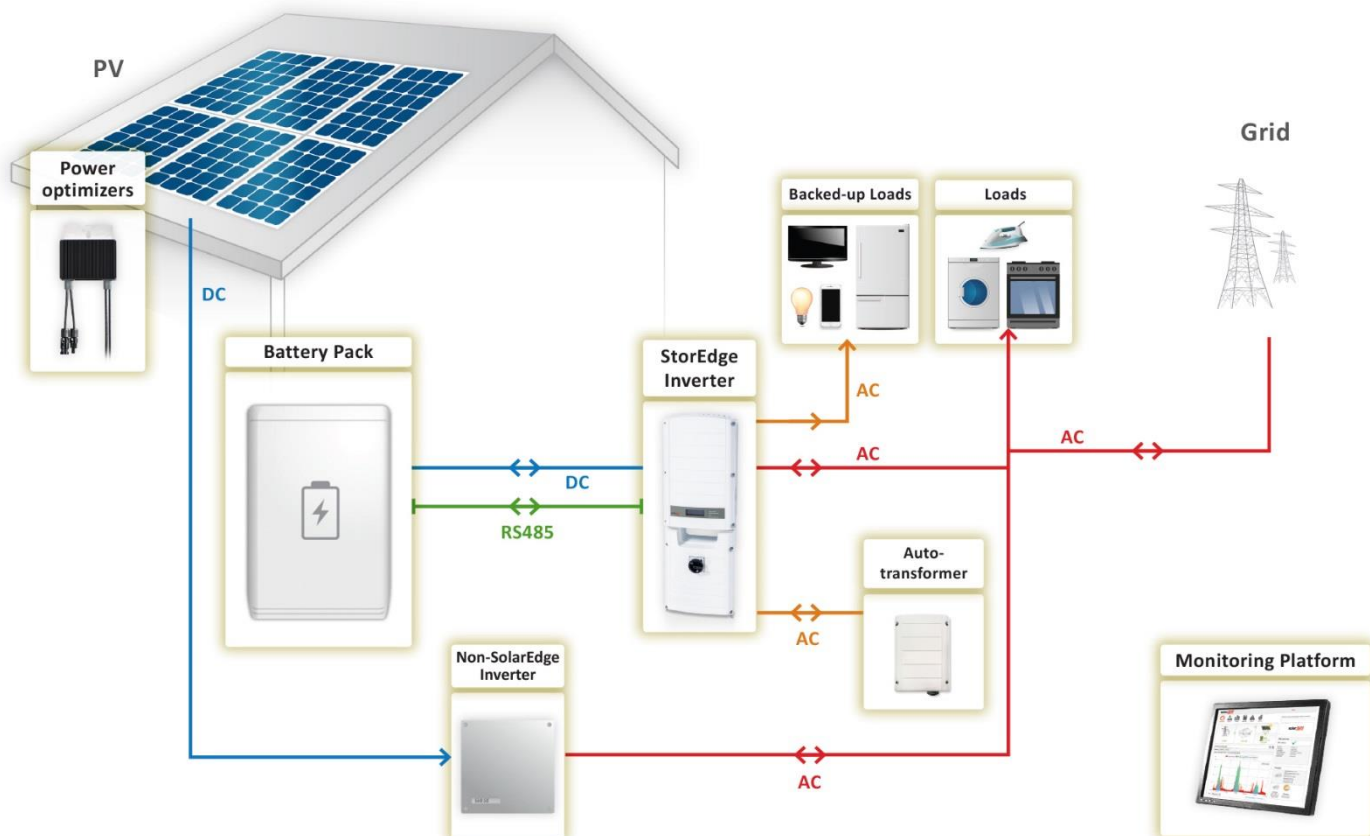 PV
Grid
Power
optimizers
Backed-up Loads
Loads
DC
Battery Pack
StorEdge
Inverter
AC
AC
AC
DC
RS485
Auto-
transformer
AC
Non-SolarEdge
Inverter
Monitoring Platform
AC